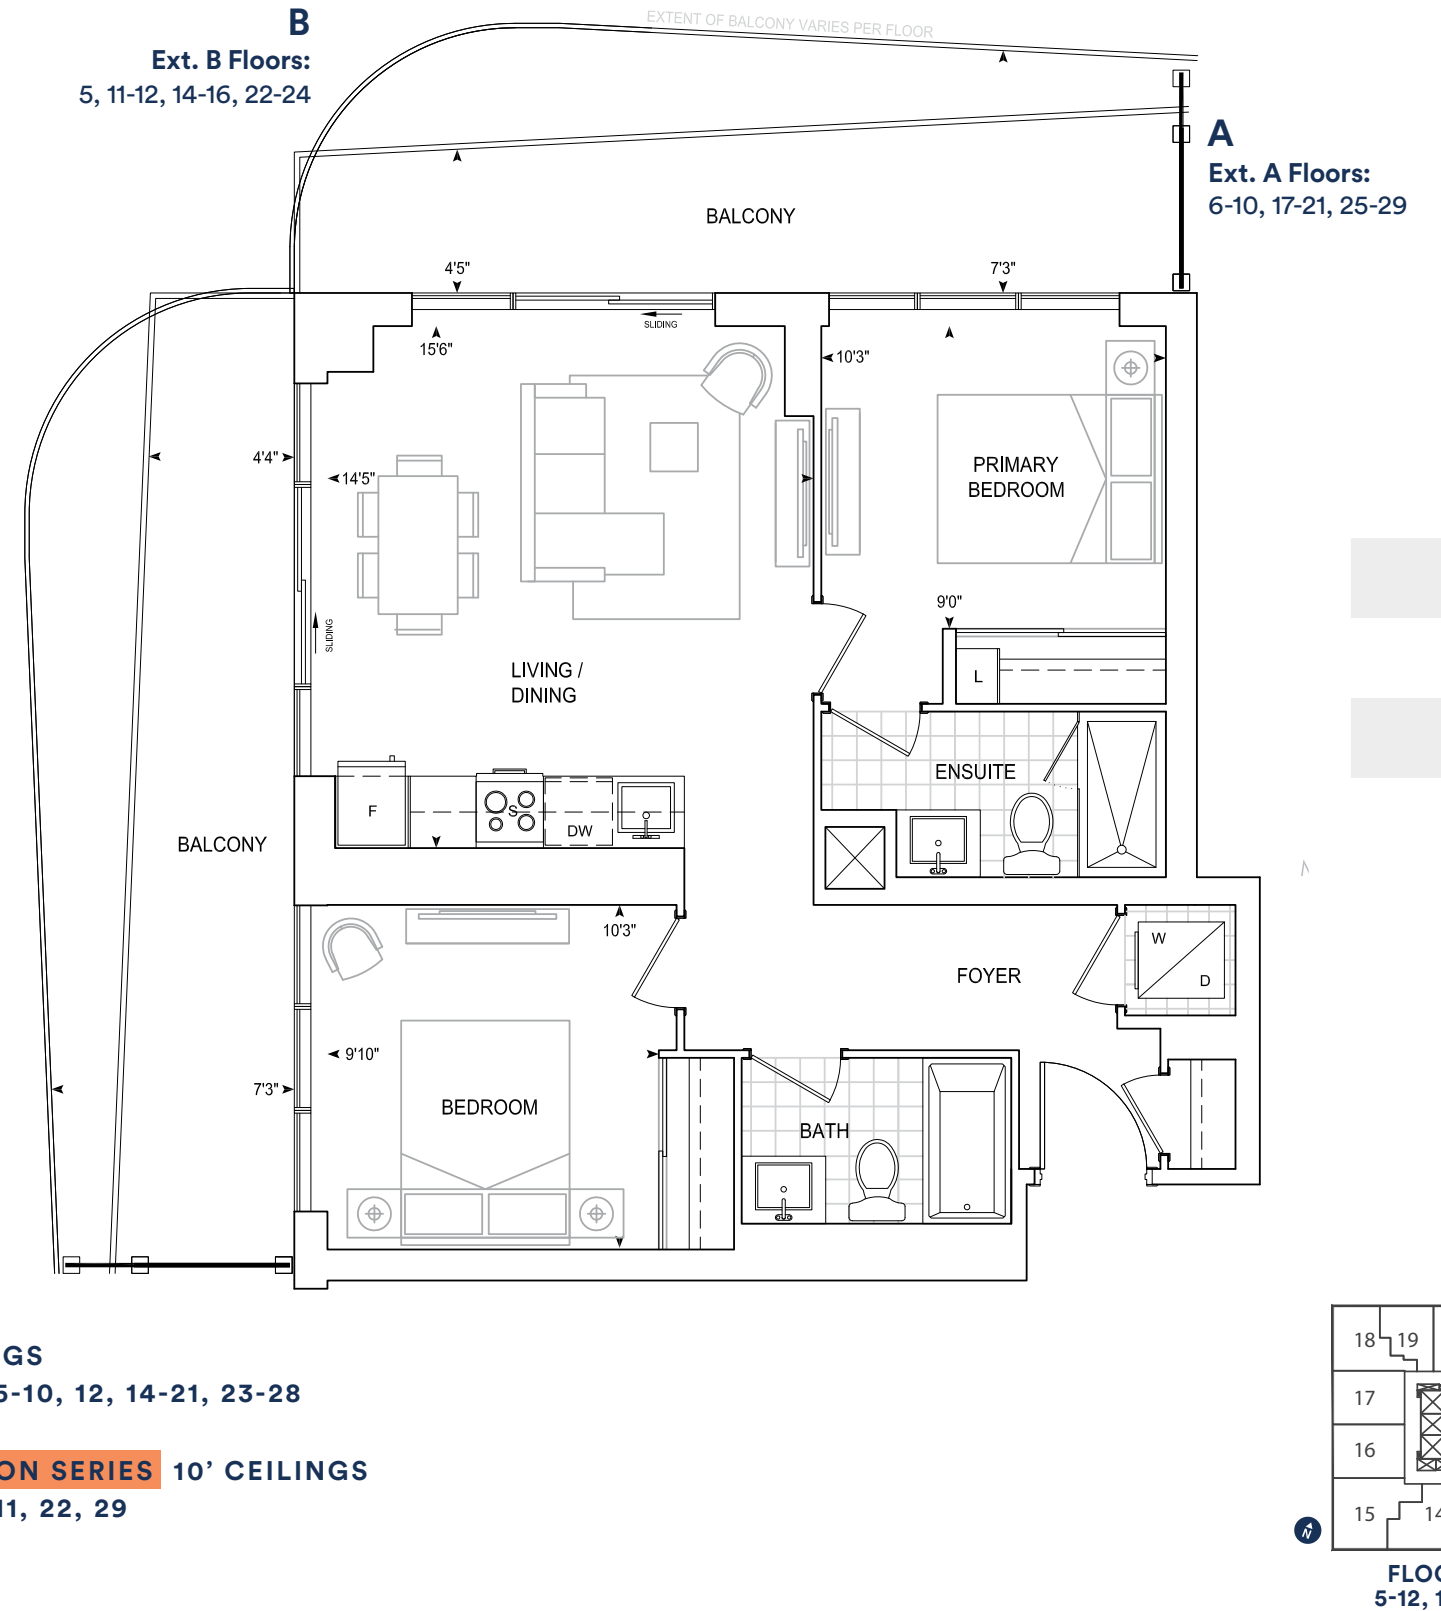 EXTENT OF BALCONY VARIES PER FLOOR
B
Ext. B Floors:
5, 11-12, 14-16, 22-24
A
Ext. A Floors:
6-10, 17-21, 25-29
BALCONY
4'5"
7'3"
SLIDING
15'6"
10'3"
4'4"
14'5"
PRIMARY
BEDROOM
SLIDING
9'0"
LIVING /
DINING
L
ENSUITE
F
S
DW
BALCONY
10'3"
W
D
FOYER
9'10"
7'3"
BEDROOM
BATH
GS
5-10, 12, 14-21, 23-28
ON SERIES 10' CEILINGS
11, 22, 29
18
19
17
16
15
14
N
FLOO
5-12, 1